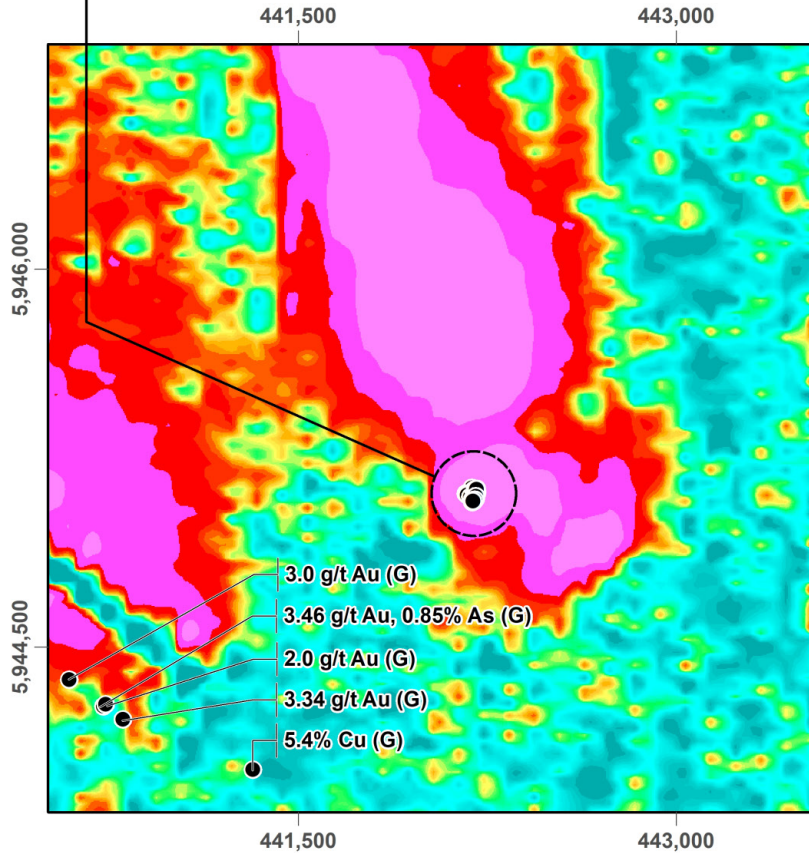 441,500
443,000
5,946,000
5,944,500
3.0 g/t Au (G)
3.46 g/t Au, 0.85% As (G)
2.0 g/t Au (G)
3.34 g/t Au (G)
5.4% Cu (G)
441,500
443,000